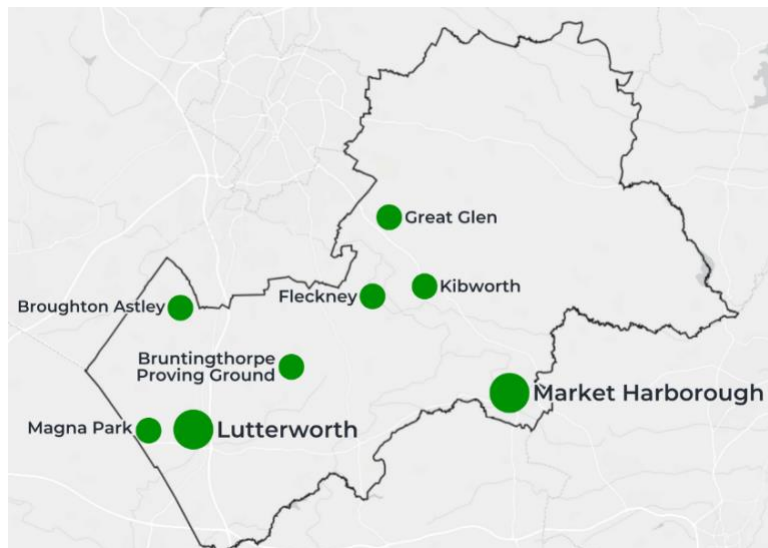 Great Glen
Kibworth
Fleckney
Broughton Astley
Bruntingthorpe
Proving Ground
Market Harborough
Magna Park
Lutterworth